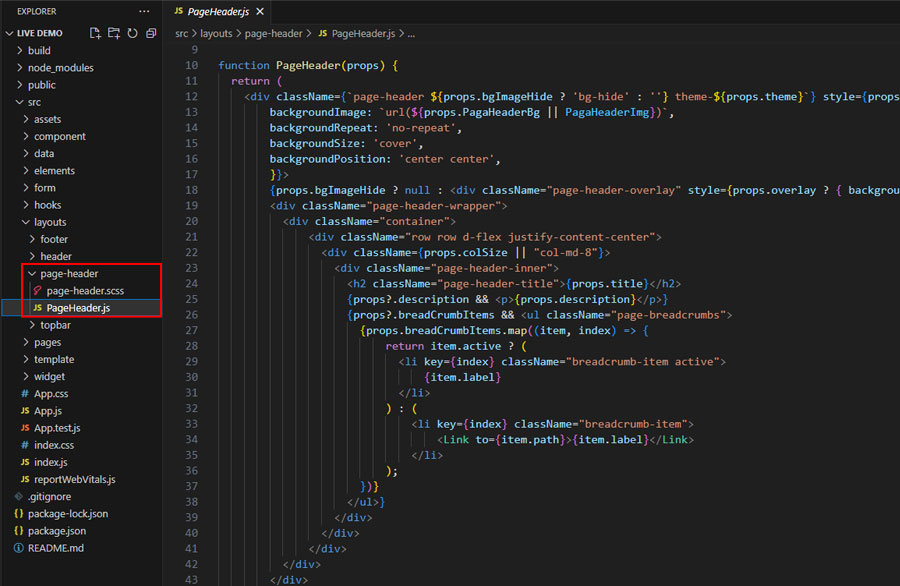 EXPLORER
···
LIVE DEMO
build
node_modules
public
src
assets
component
data
elements
form
hooks
layouts
footer
header
page-header
page-header.scss
JS PageHeader.js
topbar
pages
template
widget
# App.css
JS App.js
JS App.test.js
# index.css
JS index.js
JS reportWebVitals.js
.gitignore
{} package-lock.json
{} package.json
README.md
JS PageHeader.js ×
src > layouts > page-header > JS PageHeader.js > ...
9
10 function PageHeader(props) {
11 return (
12 <div className={`page-header ${props.bgImageHide ? 'bg-hide' : ''} theme-${props.theme}`} style={props
13 backgroundImage: `url(${props.PagaHeaderBg || PagaHeaderImg})`,
14 backgroundRepeat: 'no-repeat',
15 backgroundSize: 'cover',
16 backgroundPosition: 'center center',
17 }}>
18 {props.bgImageHide ? null : <div className="page-header-overlay" style={props.overlay ? { backgrou
19 <div className="page-header-wrapper">
20 <div className="container">
21 <div className="row row d-flex justify-content-center">
22 <div className={props.colSize || "col-md-8"}>
23 <div className="page-header-inner">
24 <h2 className="page-header-title">{props.title}</h2>
25 {props?.description && <p>{props.description}</p>}
26 {props?.breadCrumbItems && <ul className="page-breadcrumbs">
27 {props.breadCrumbItems.map((item, index) => {
28 return item.active ? (
29 <li key={index} className="breadcrumb-item active">
30 {item.label}
31 </li>
32 ) : (
33 <li key={index} className="breadcrumb-item">
34 <Link to={item.path}>{item.label}</Link>
35 </li>
36 );
37 })}
38 </ul>}
39 </div>
40 </div>
41 </div>
42 </div>
43 </div>